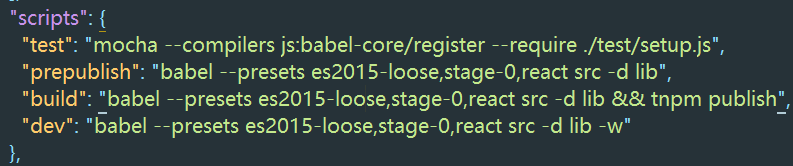 "scripts": {
"test": "mocha --compilers js:babel-core/register --require ./test/setup.js",
"prepublish": "babel --presets es2015-loose,stage-0,react src -d lib",
"build": "babel --presets es2015-loose,stage-0,react src -d lib && tnpm publish",
"dev": "babel --presets es2015-loose,stage-0,react src -d lib -w"
},